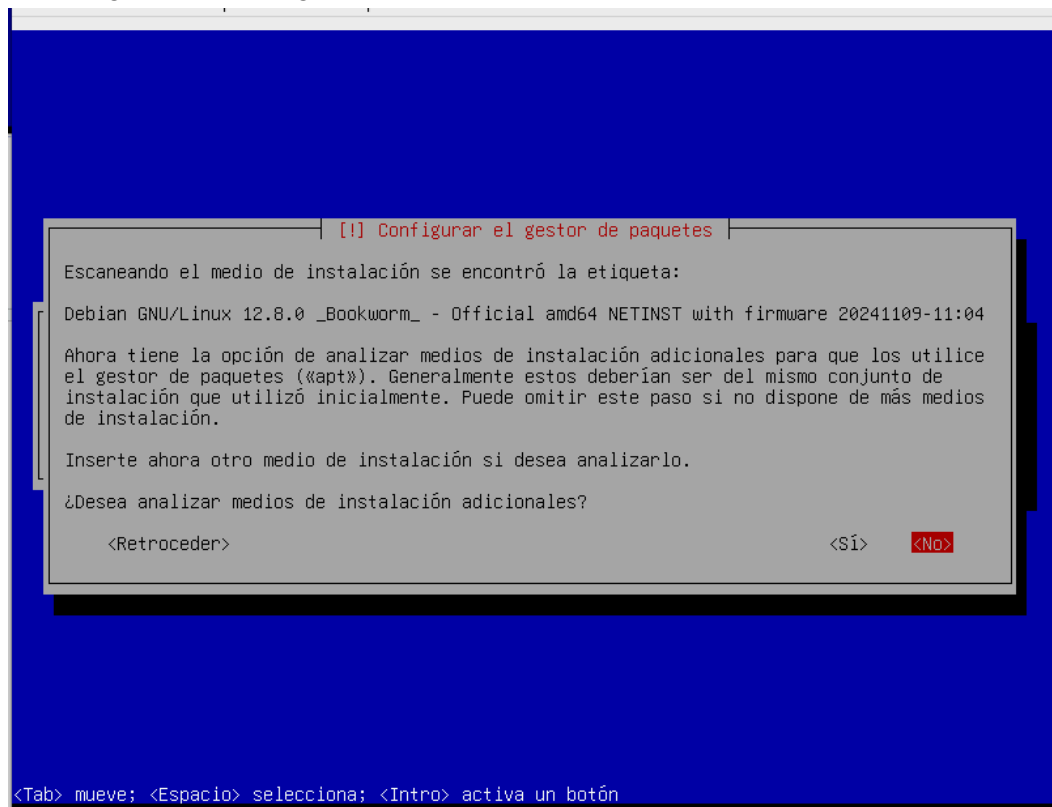 [!] Configurar el gestor de paquetes
Escaneando el medio de instalación se encontró la etiqueta:
Debian GNU/Linux 12.8.0 _Bookworm_ - Official amd64 NETINST with firmware 20241109-11:04
Ahora tiene la opción de analizar medios de instalación adicionales para que los utilice
el gestor de paquetes («apt»). Generalmente estos deberían ser del mismo conjunto de
instalación que utilizó inicialmente. Puede omitir este paso si no dispone de más medios
de instalación.
Inserte ahora otro medio de instalación si desea analizarlo.
¿Desea analizar medios de instalación adicionales?
<Retroceder> <Sí> <No>
<Tab> mueve; <Espacio> selecciona; <Intro> activa un botón